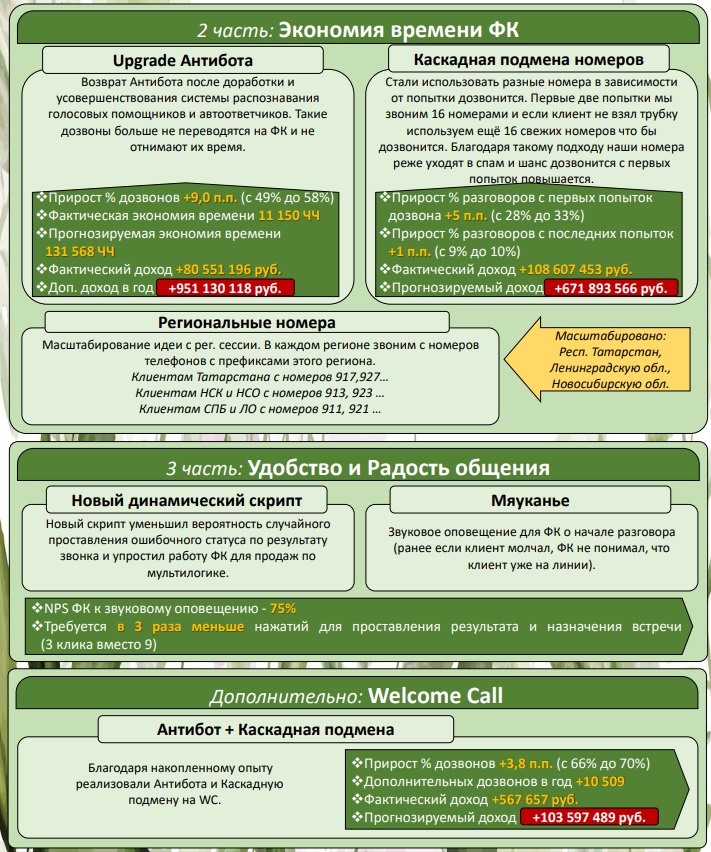 2 часть: Экономия времени ФК
Upgrade Антибота
Возврат Антибота после доработки и
усовершенствования системы распознавания
голосовых помощников и автоответчиков. Такие
дозвоны больше не переводятся на ФК и не
отнимают их время.
❖Прирост % дозвонов +9,0 п.п. (с 49% до 58%)
❖Фактическая экономия времени 11 150 ЧЧ
❖Прогнозируемая экономия времени
131 568 ЧЧ
❖Фактический доход +80 551 196 руб.
❖Доп. доход в год +951 130 118 руб.
Каскадная подмена номеров
Стали использовать разные номера в зависимости
от попытки дозвонится. Первые две попытки мы
звоним 16 номерами и если клиент не взял трубку
используем ещё 16 свежих номеров что бы
дозвонится. Благодаря такому подходу наши номера
реже уходят в спам и шанс дозвонится с первых
попыток повышается.
❖Прирост % разговоров с первых попыток
дозвона +5 п.п. (с 28% до 33%)
❖Прирост % разговоров с последних попыток
+1 п.п. (с 9% до 10%)
❖Фактический доход +108 607 453 руб.
❖Прогнозируемый доход +671 893 566 руб.
Региональные номера
Масштабирование идеи с рег. сессии. В каждом регионе звоним с номеров
телефонов с префиксами этого региона.
Клиентам Татарстана с номеров 917,927…
Клиентам НСК и НСО с номеров 913, 923 …
Клиентам СПБ и ЛО с номеров 911, 921 …
Масштабировано:
Респ. Татарстан,
Ленинградскую обл.,
Новосибирскую обл.
3 часть: Удобство и Радость общения
Новый динамический скрипт
Новый скрипт уменьшил вероятность случайного
проставления ошибочного статуса по результату
звонка и упростил работу ФК для продаж по
мультилогике.
Мяуканье
Звуковое оповещение для ФК о начале разговора
(ранее если клиент молчал, ФК не понимал, что
клиент уже на линии).
❖NPS ФК к звуковому оповещению - 75%
❖Требуется в 3 раза меньше нажатий для проставления результата и назначения встречи
(3 клика вместо 9)
Дополнительно: Welcome Call
Антибот + Каскадная подмена
Благодаря накопленному опыту
реализовали Антибота и Каскадную
подмену на WC.
❖Прирост % дозвонов +3,8 п.п. (с 66% до 70%)
❖Дополнительных дозвонов в год +10 509
❖Фактический доход +567 657 руб.
❖Прогнозируемый доход +103 597 489 руб.